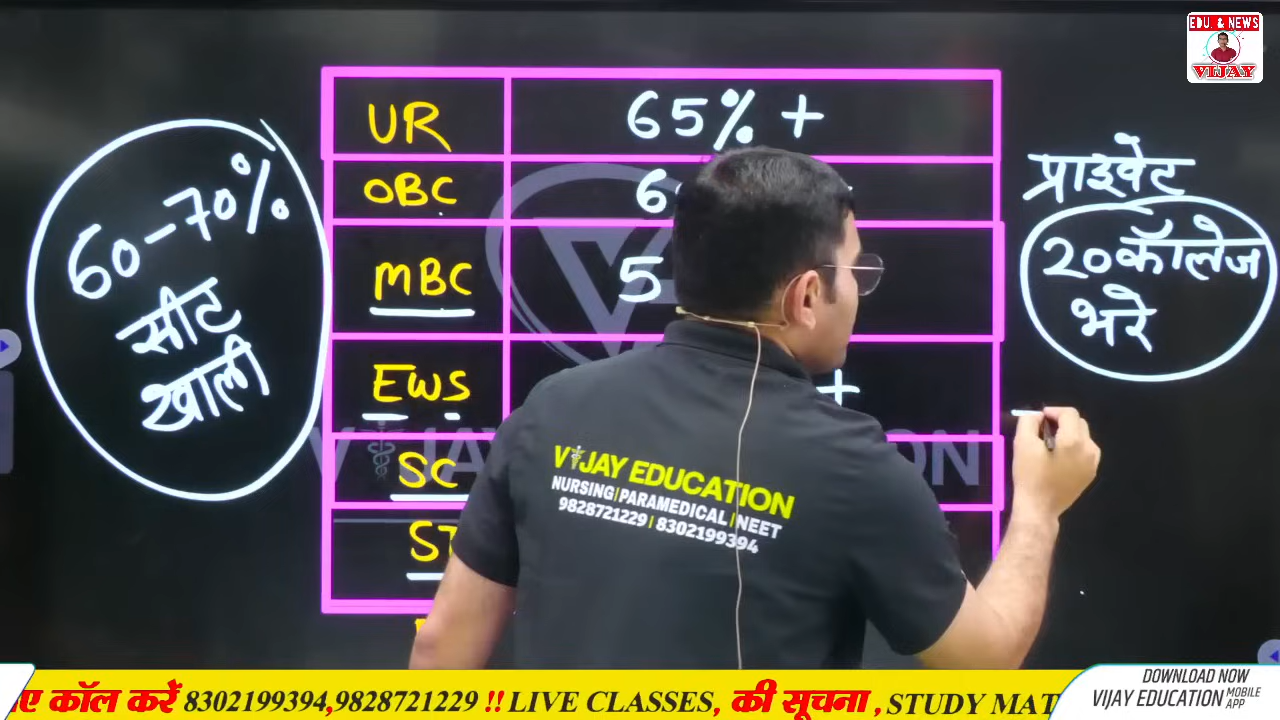 EDU. & NEWS
VIJAY
UR 65% +
OBC 6
MBC 5
EWS +
SC
ST
60-70%
सीट
खाली
प्राइवेट
20 कॉलेज
भरे
VIJAY EDUCATION
NURSING|PARAMEDICAL|NEET
9828721229 | 8302199394
कॉल करें 8302199394,9828721229 !! LIVE CLASSES, की सूचना , STUDY MAT
DOWNLOAD NOW
VIJAY EDUCATION MOBILE APP